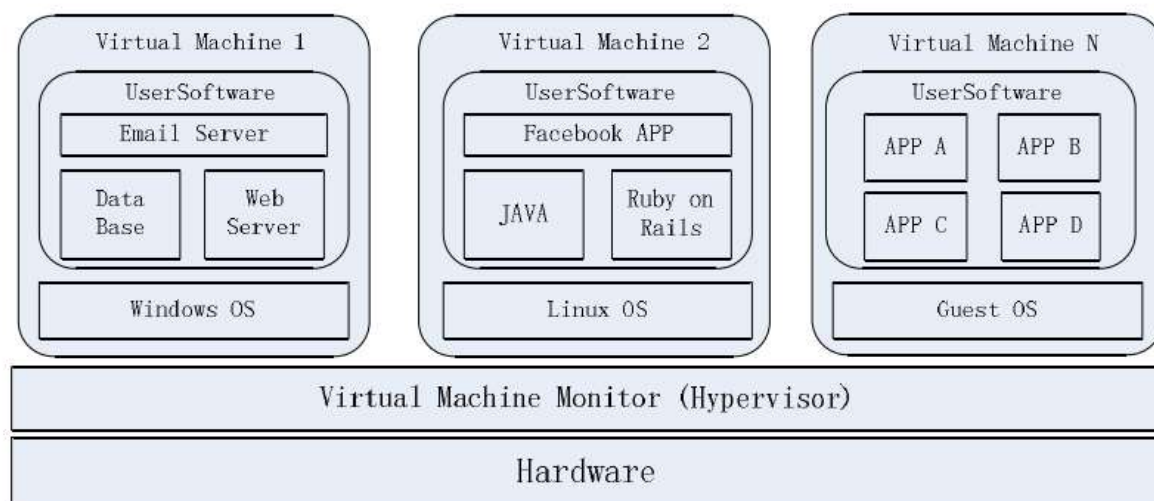 Virtual Machine 1
UserSoftware
Email Server
Data
Base
Web
Server
Windows OS
Virtual Machine 2
UserSoftware
Facebook APP
JAVA
Ruby on
Rails
Linux OS
Virtual Machine N
UserSoftware
APP A
APP B
APP C
APP D
Guest OS
Virtual Machine Monitor (Hypervisor)
Hardware